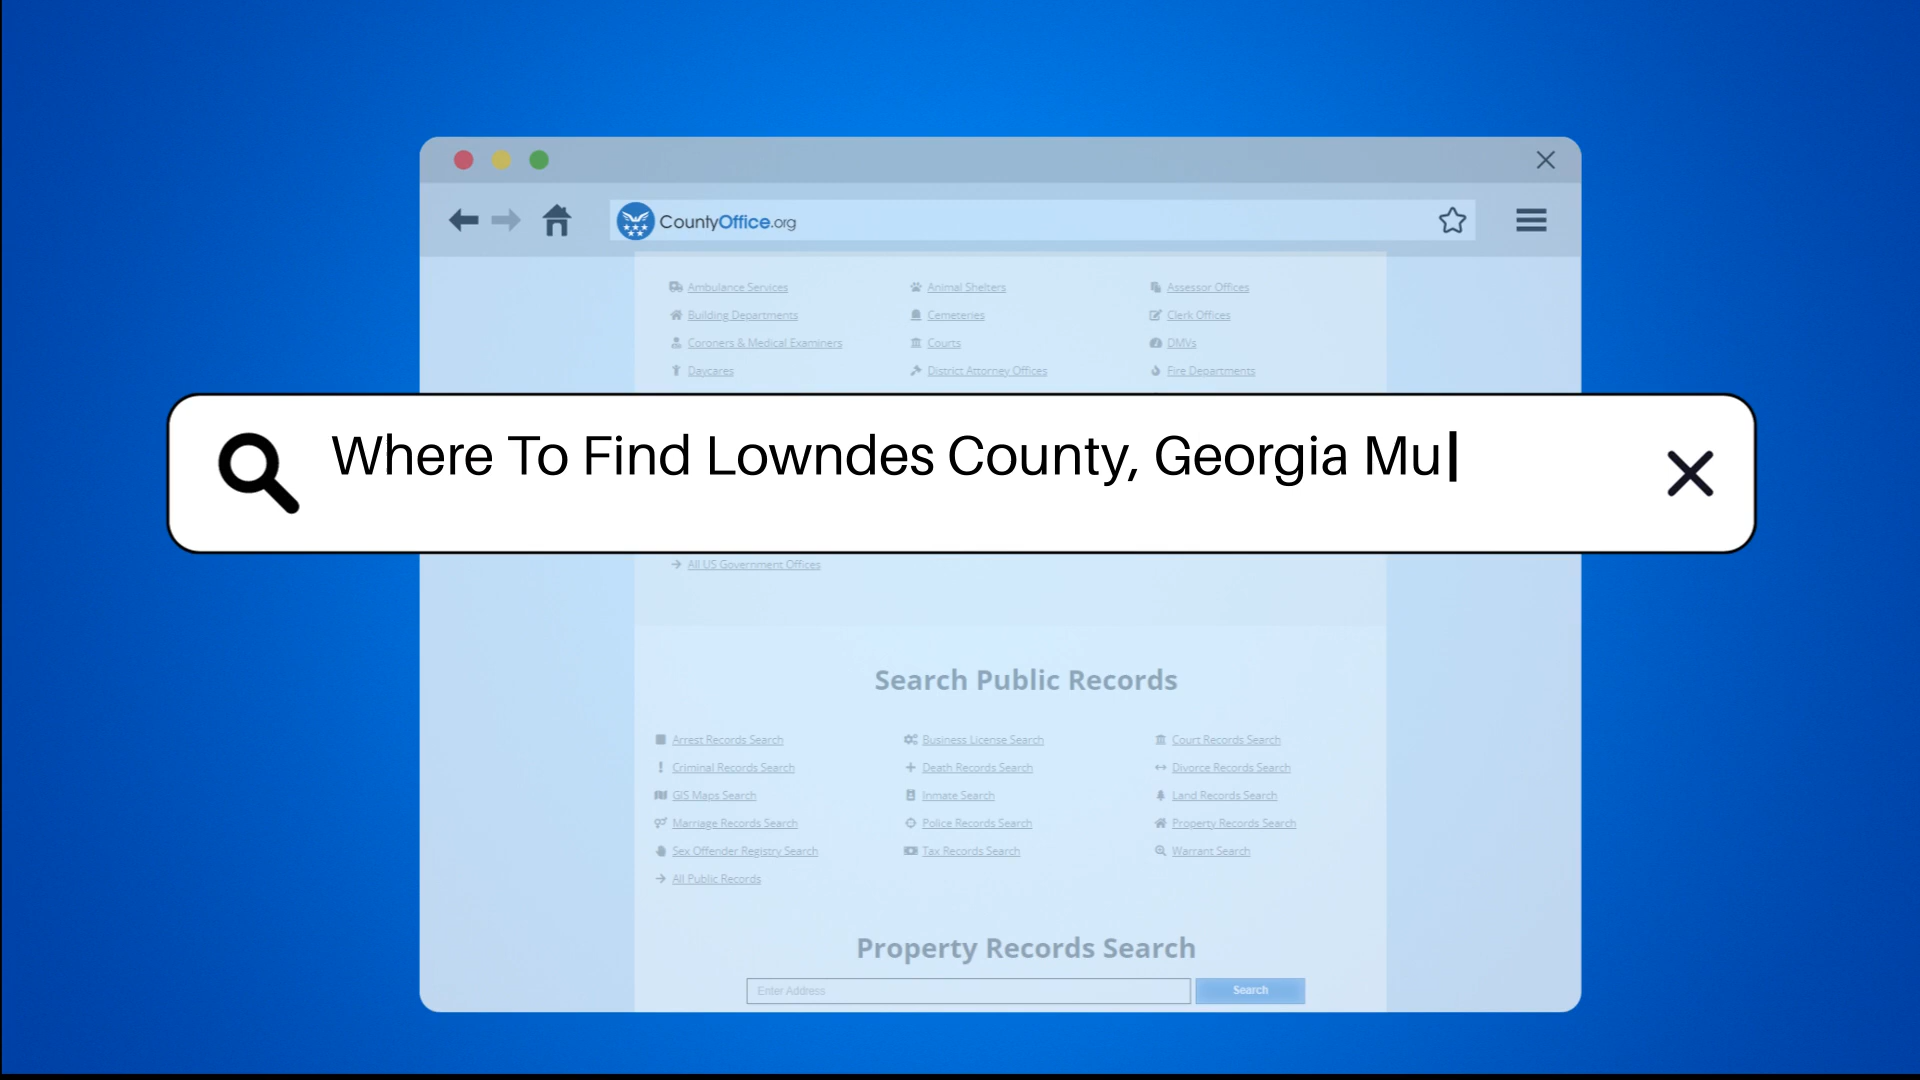 CountyOffice.org
Ambulance Services Animal Shelters Assessor Offices
Building Departments Cemeteries Clerk Offices
Coroners & Medical Examiners Courts DMVs
Daycares District Attorney Offices Fire Departments
Where To Find Lowndes County, Georgia Mu
All US Government Offices
Search Public Records
Arrest Records Search Business License Search Court Records Search
Criminal Records Search Death Records Search Divorce Records Search
GIS Maps Search Inmate Search Land Records Search
Marriage Records Search Police Records Search Property Records Search
Sex Offender Registry Search Tax Records Search Warrant Search
All Public Records
Property Records Search
Enter Address Search